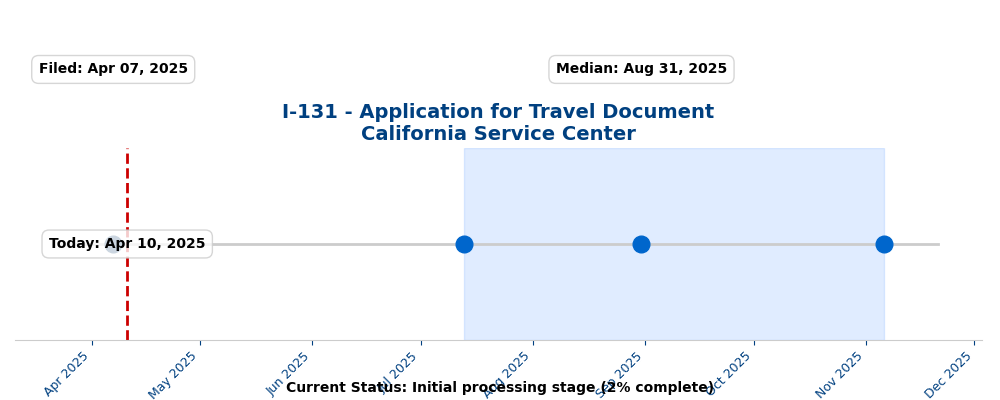 Filed: Apr 07, 2025
Median: Aug 31, 2025
I-131 - Application for Travel Document
California Service Center
Today: Apr 10, 2025
Apr 2025
May 2025
Jun 2025
Jul 2025
Aug 2025
Sep 2025
Oct 2025
Nov 2025
Dec 2025
Current Status: Initial processing stage (2% complete)